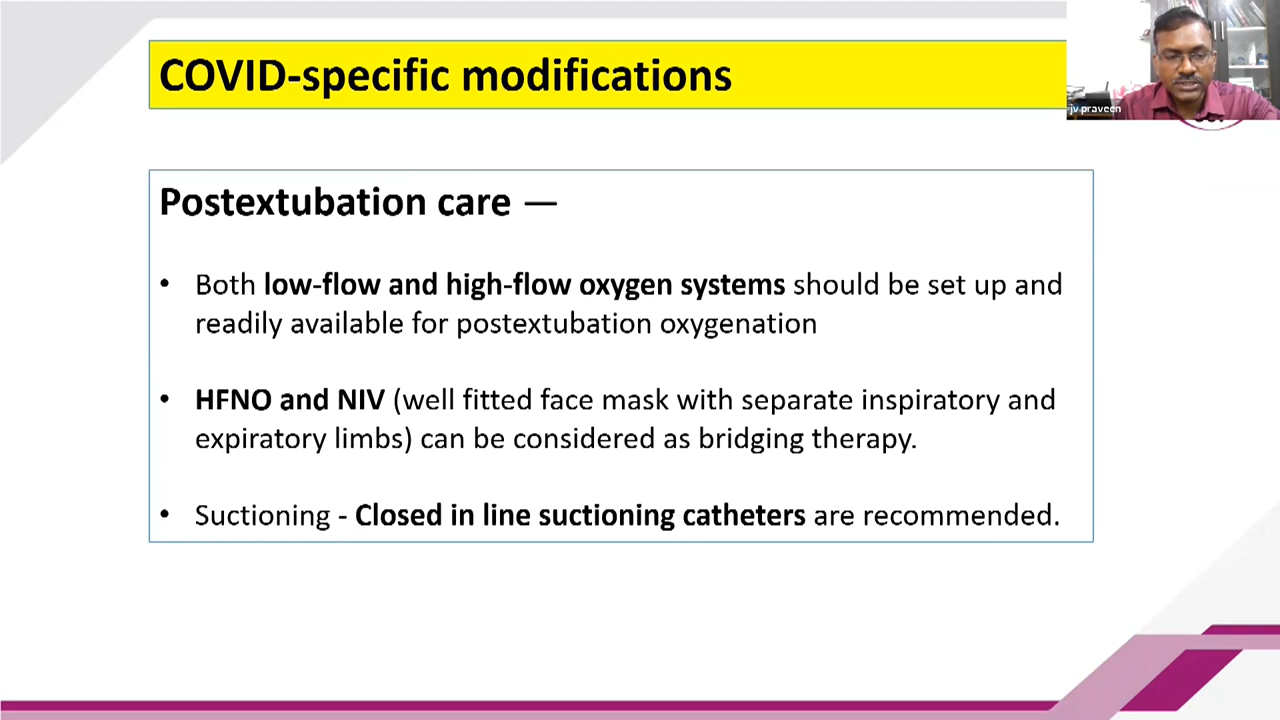 COVID-specific modifications
jv praveen
Postextubation care —
• Both low-flow and high-flow oxygen systems should be set up and
readily available for postextubation oxygenation
• HFNO and NIV (well fitted face mask with separate inspiratory and
expiratory limbs) can be considered as bridging therapy.
• Suctioning - Closed in line suctioning catheters are recommended.